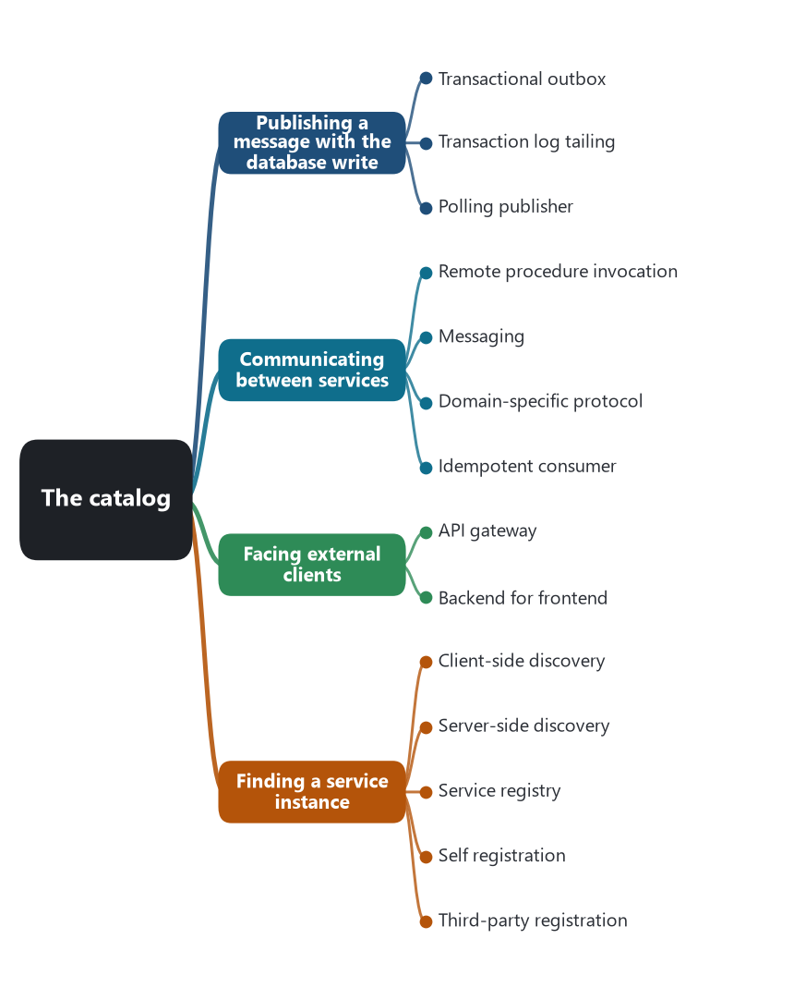 The catalog
Publishing a
message with the
database write
Transactional outbox
Transaction log tailing
Polling publisher
Communicating
between services
Remote procedure invocation
Messaging
Domain-specific protocol
Idempotent consumer
Facing external
clients
API gateway
Backend for frontend
Finding a service
instance
Client-side discovery
Server-side discovery
Service registry
Self registration
Third-party registration